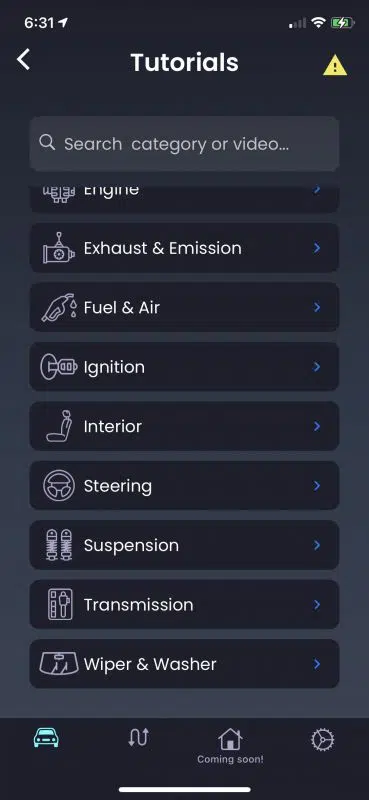 6:31
Tutorials
Search category or video...
Engine
Exhaust & Emission
Fuel & Air
Ignition
Interior
Steering
Suspension
Transmission
Wiper & Washer
Coming soon!